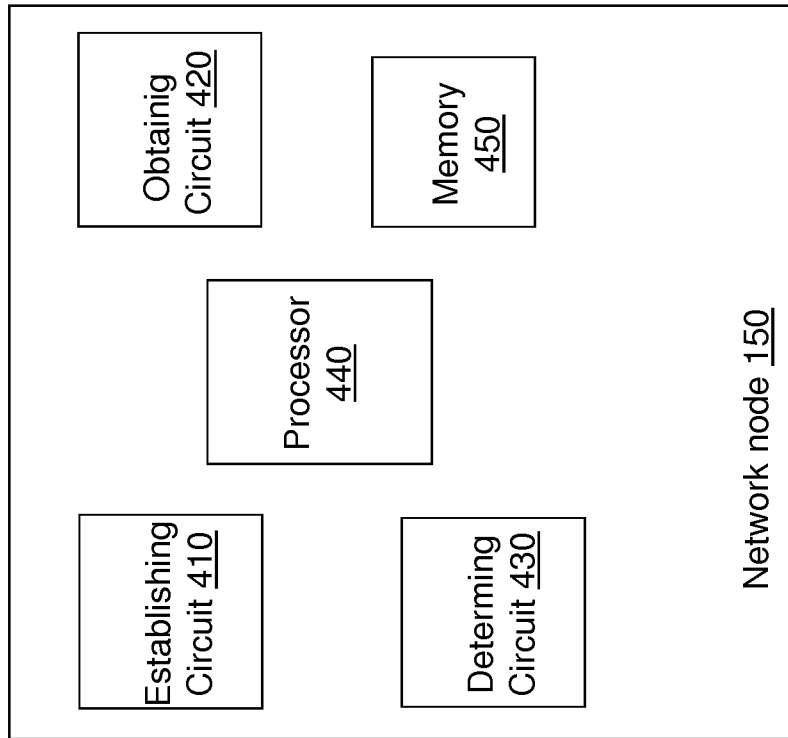 Establishing
Circuit 410
Obtainig
Circuit 420
Processor
440
Determing
Circuit 430
Memory
450
Network node 150